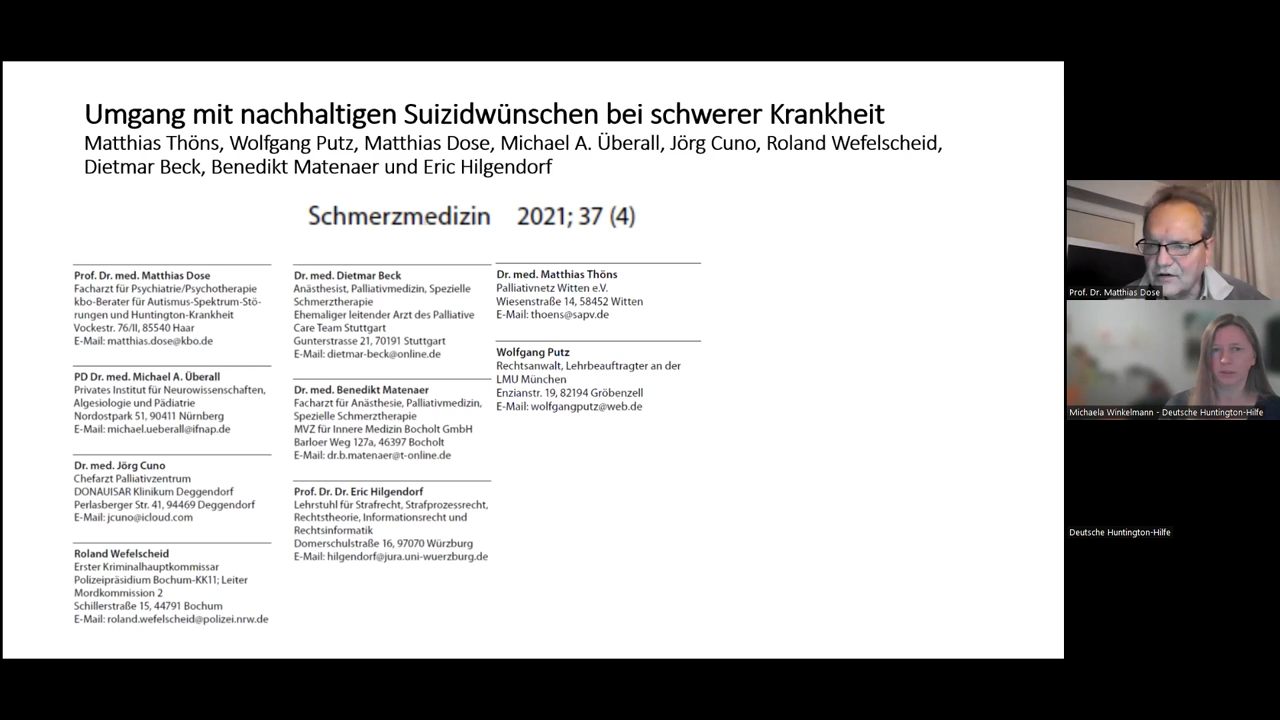 Umgang mit nachhaltigen Suizidwünschen bei schwerer Krankheit
Matthias Thöns, Wolfgang Putz, Matthias Dose, Michael A. Überall, Jörg Cuno, Roland Wefelscheid,
Dietmar Beck, Benedikt Matenaer und Eric Hilgendorf
Schmerzmedizin 2021; 37 (4)
Prof. Dr. med. Matthias Dose
Facharzt für Psychiatrie/Psychotherapie
kbo-Berater für Autismus-Spektrum-Stö-
rungen und Huntington-Krankheit
Vockestr. 76/II, 85540 Haar
E-Mail: matthias.dose@kbo.de
PD Dr. med. Michael A. Überall
Privates Institut für Neurowissenschaften,
Algesiologie und Pädiatrie
Nordostpark 51, 90411 Nürnberg
E-Mail: michael.ueberall@ifnap.de
Dr. med. Jörg Cuno
Chefarzt Palliativzentrum
DONAUISAR Klinikum Deggendorf
Perlasberger Str. 41, 94469 Deggendorf
E-Mail: jcuno@icloud.com
Roland Wefelscheid
Erster Kriminalhauptkommissar
Polizeipräsidium Bochum-KK11; Leiter
Mordkommission 2
Schillerstraße 15, 44791 Bochum
E-Mail: roland.wefelscheid@polizei.nrw.de
Dr. med. Dietmar Beck
Anästhesist, Palliativmedizin, Spezielle
Schmerztherapie
Ehemaliger leitender Arzt des Palliative
Care Team Stuttgart
Gunterstrasse 21, 70191 Stuttgart
E-Mail: dietmar-beck@online.de
Dr. med. Benedikt Matenaer
Facharzt für Anästhesie, Palliativmedizin,
Spezielle Schmerztherapie
MVZ für Innere Medizin Bocholt GmbH
Barloer Weg 127a, 46397 Bocholt
E-Mail: dr.b.matenaer@t-online.de
Prof. Dr. Dr. Eric Hilgendorf
Lehrstuhl für Strafrecht, Strafprozessrecht,
Rechtstheorie, Informationsrecht und
Rechtsinformatik
Domerschulstraße 16, 97070 Würzburg
E-Mail: hilgendorf@jura.uni-wuerzburg.de
Dr. med. Matthias Thöns
Palliativnetz Witten e.V.
Wiesenstraße 14, 58452 Witten
E-Mail: thoens@sapv.de
Wolfgang Putz
Rechtsanwalt, Lehrbeauftragter an der
LMU München
Enzianstr. 19, 82194 Gröbenzell
E-Mail: wolfgangputz@web.de
Prof. Dr. Matthias Dose
Michaela Winkelmann - Deutsche Huntington-Hilfe
Deutsche Huntington-Hilfe